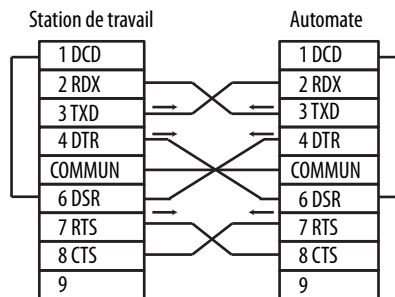 Station de travail Automate
1 DCD 1 DCD
2 RDX 2 RDX
3 TXD 3 TXD
4 DTR 4 DTR
COMMUN COMMUN
6 DSR 6 DSR
7 RTS 7 RTS
8 CTS 8 CTS
9 9